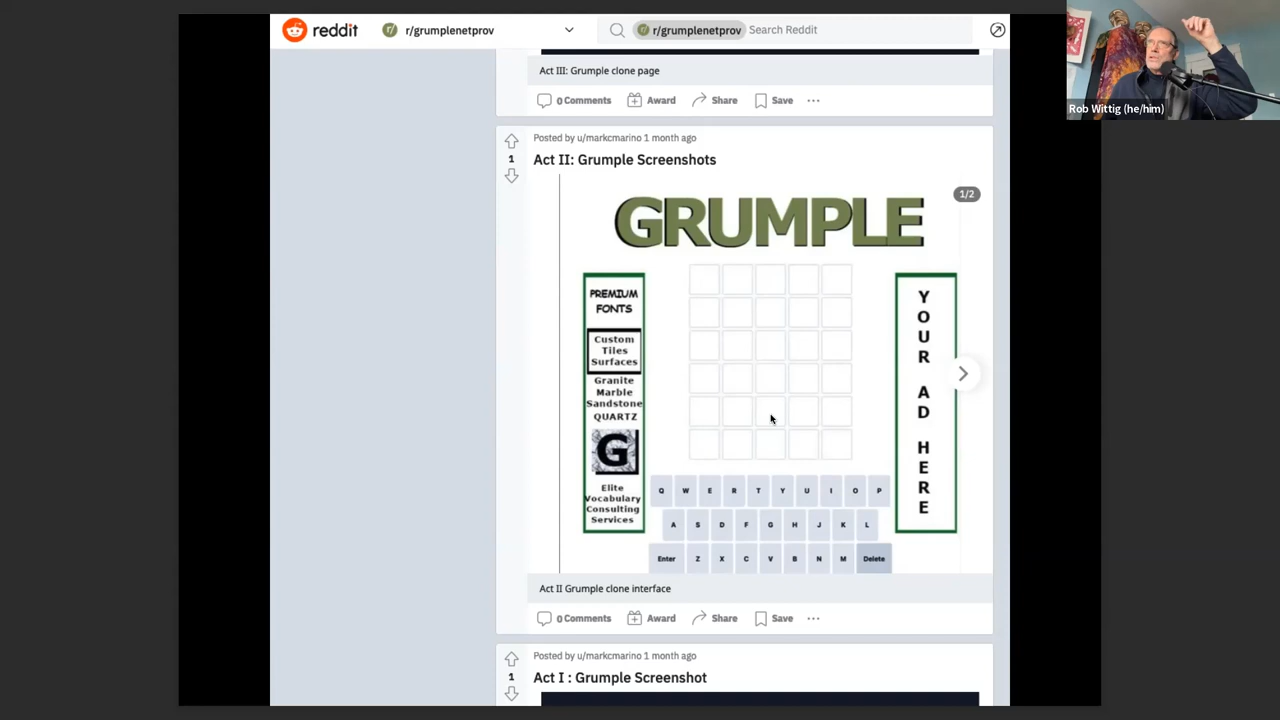 reddit
r/grumplenetprov
r/grumplenetprov Search Reddit
Rob Wittig (he/him)
Act III: Grumple clone page
0 Comments Award Share Save
Posted by u/markcmarino 1 month ago
1
Act II: Grumple Screenshots
1/2
GRUMPLE
PREMIUM
FONTS
Custom
Tiles
Surfaces
Granite
Marble
Sandstone
QUARTZ
G
Elite
Vocabulary
Consulting
Services
Y
O
U
R
A
D
H
E
R
E
Q W E R T Y U I O P
A S D F G H J K L
Enter Z X C V B N M Delete
Act II Grumple clone interface
0 Comments Award Share Save
Posted by u/markcmarino 1 month ago
1
Act I : Grumple Screenshot